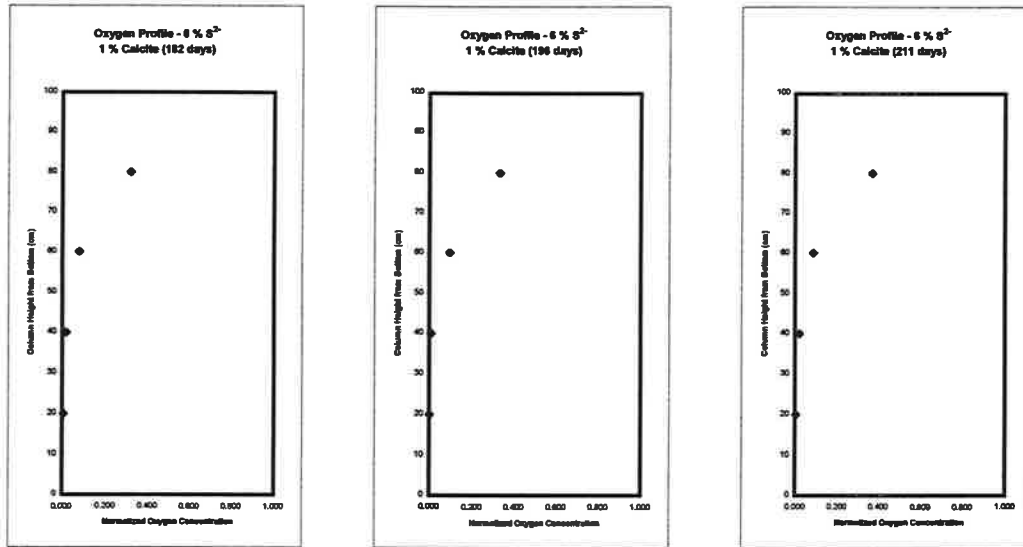 Oxygen Profile - 6 % S²⁻
1 % Calcite (182 days)
100
90
80
70
60
50
40
30
20
10
0
Column Height from Bottom (cm)
0.000 0.200 0.400 0.600 0.800 1.000
Normalized Oxygen Concentration
Oxygen Profile - 6 % S²⁻
1 % Calcite (196 days)
100
90
80
70
60
50
40
30
20
10
0
Column Height from Bottom (cm)
0.000 0.200 0.400 0.600 0.800 1.000
Normalized Oxygen Concentration
Oxygen Profile - 6 % S²⁻
1 % Calcite (211 days)
100
90
80
70
60
50
40
30
20
10
0
Column Height from Bottom (cm)
0.000 0.200 0.400 0.600 0.800 1.000
Normalized Oxygen Concentration